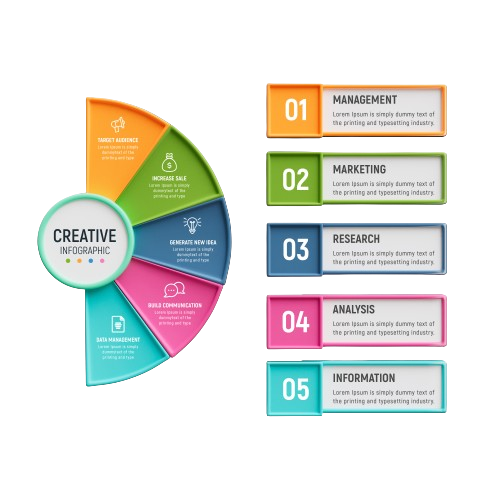 TARGET AUDIENCE
Lorem Ipsum is simply
dummytext of the
printing and type
INCREASE SALE
Lorem Ipsum is simply
dummytext of the
printing and type
CREATIVE
INFOGRAPHIC
GENERATE NEW IDEA
Lorem Ipsum is simply
dummytext of the
printing and type
BUILD COMMUNICATION
Lorem Ipsum is simply
dummytext of the
printing and type
DATA MANAGEMENT
Lorem Ipsum is simply
dummytext of the
printing and type
01
MANAGEMENT
Lorem Ipsum is simply dummy text of
the printing and typesetting industry.
02
MARKETING
Lorem Ipsum is simply dummy text of
the printing and typesetting industry.
03
RESEARCH
Lorem Ipsum is simply dummy text of
the printing and typesetting industry.
04
ANALYSIS
Lorem Ipsum is simply dummy text of
the printing and typesetting industry.
05
INFORMATION
Lorem Ipsum is simply dummy text of
the printing and typesetting industry.